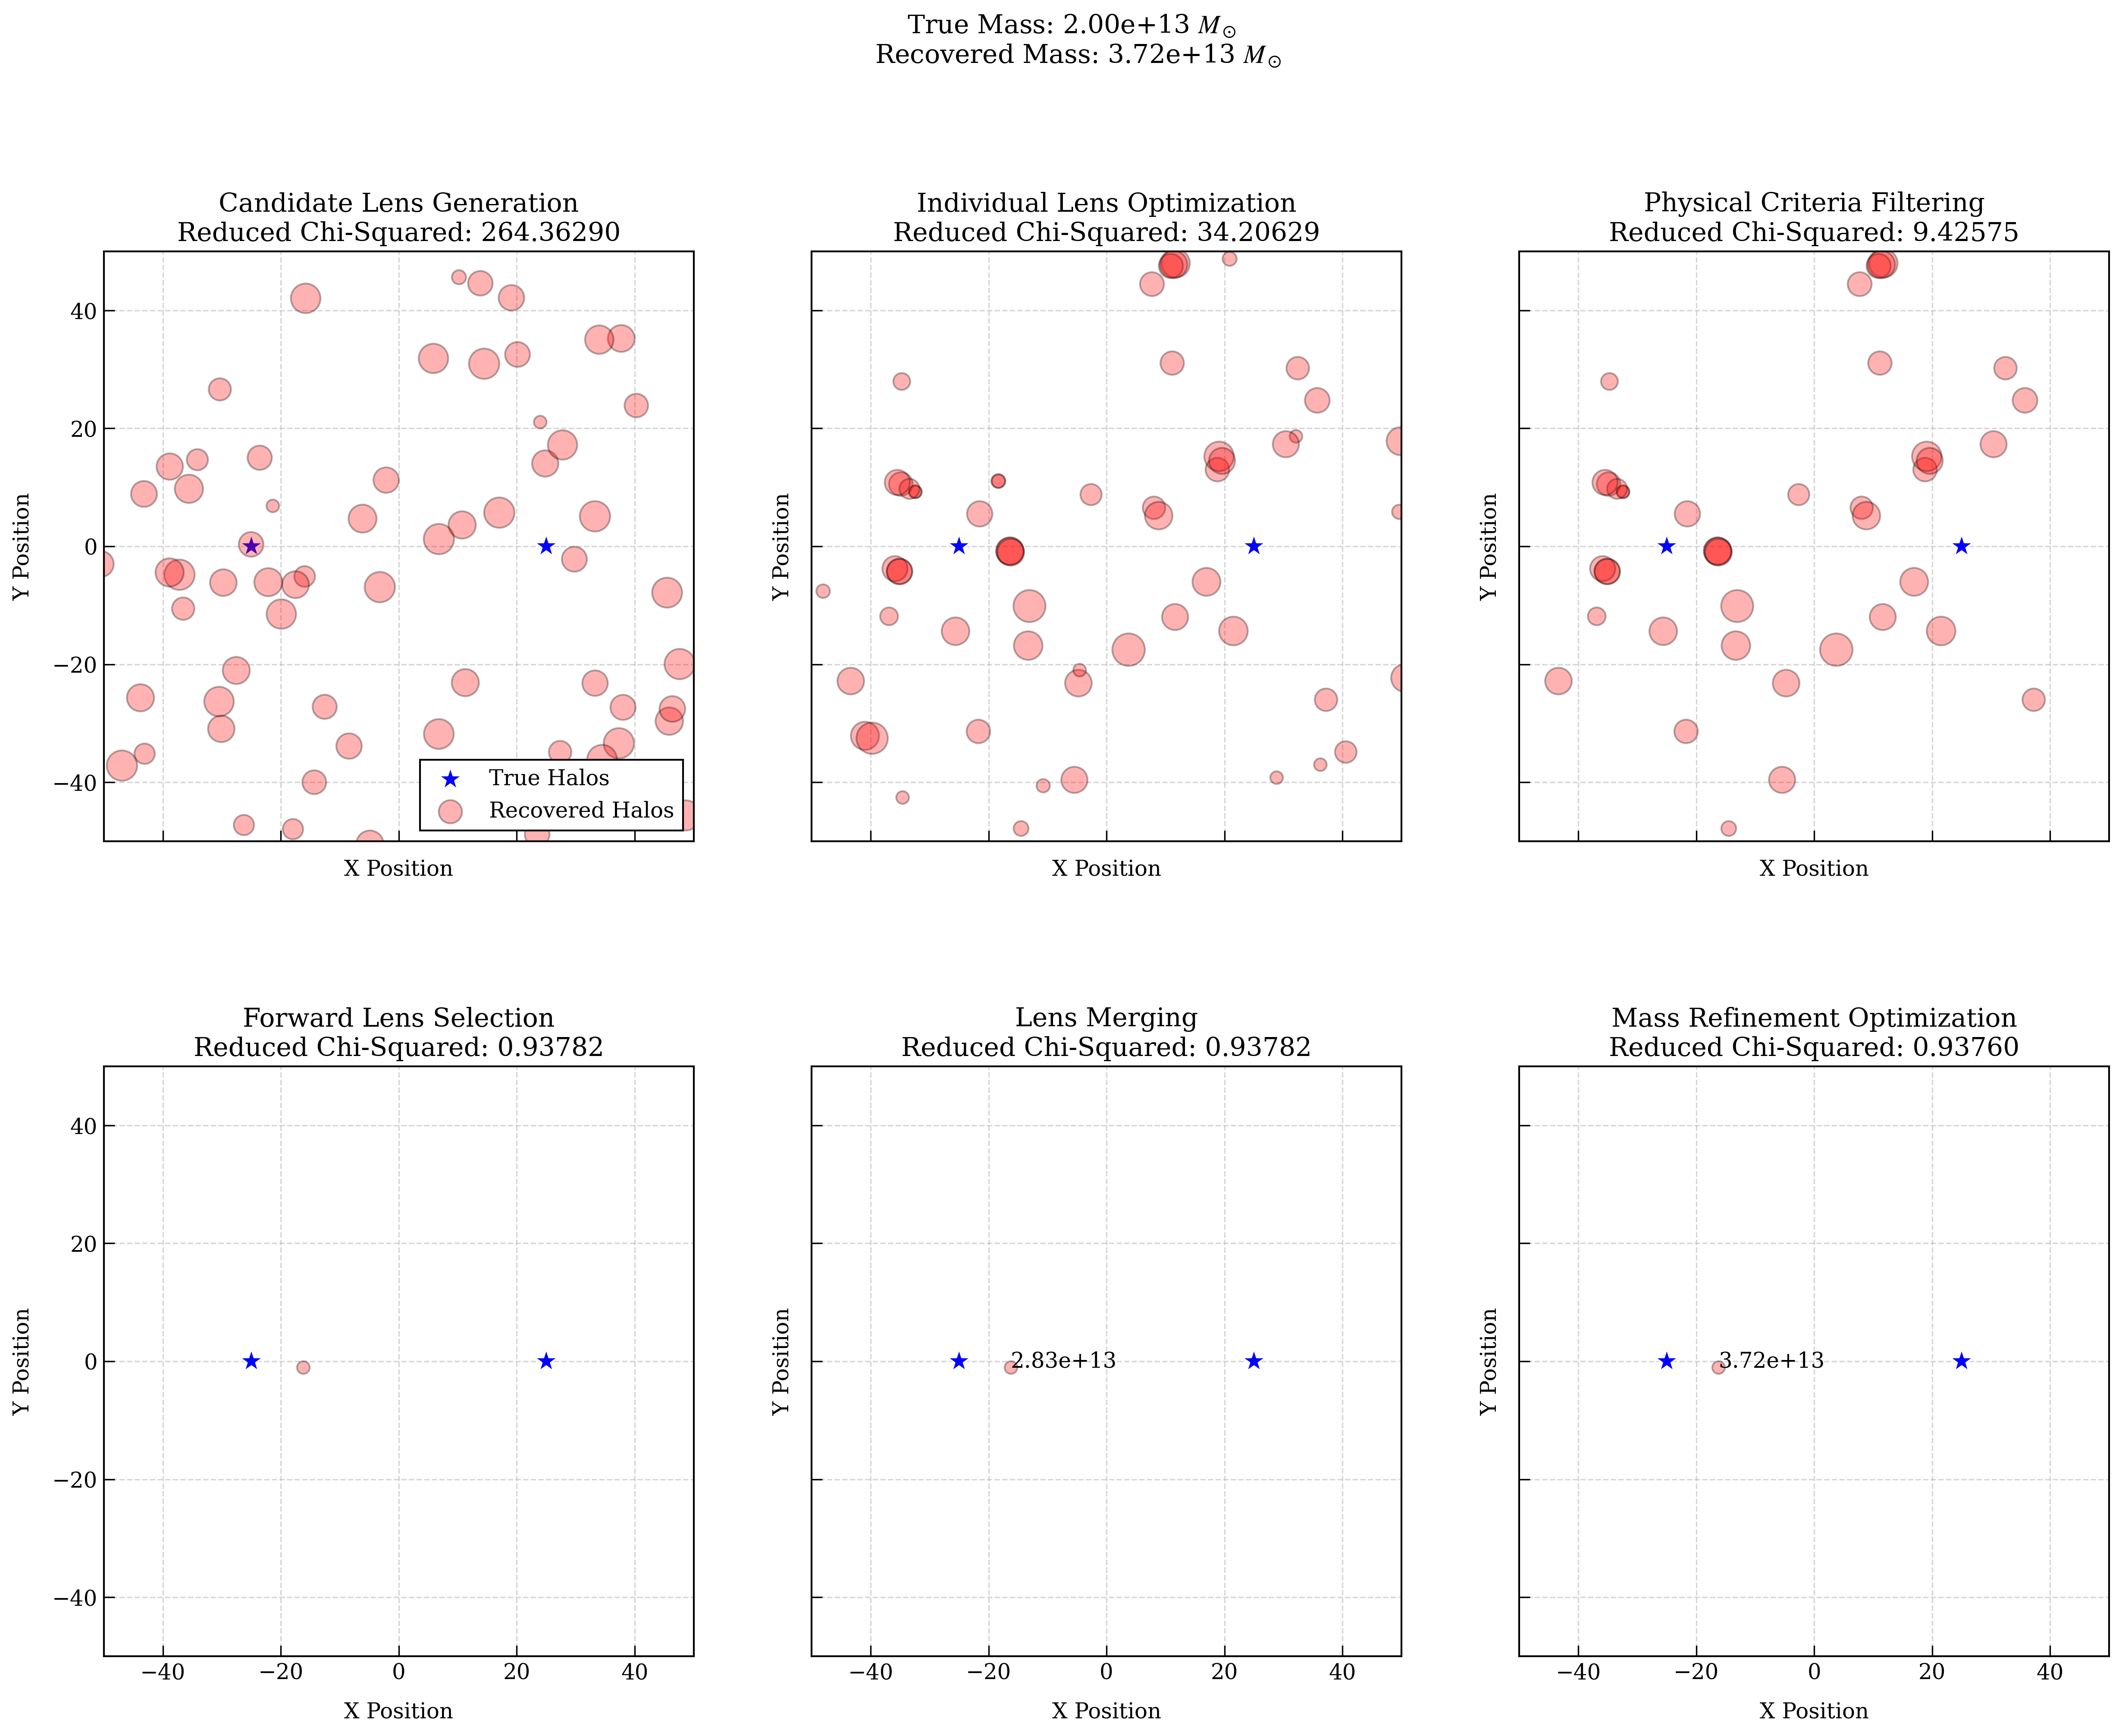 True Mass: 2.00e+13 M⊙
Recovered Mass: 3.72e+13 M⊙
Candidate Lens Generation
Reduced Chi-Squared: 264.36290
Individual Lens Optimization
Reduced Chi-Squared: 34.20629
Physical Criteria Filtering
Reduced Chi-Squared: 9.42575
Y Position
40
20
0
−20
−40
True Halos
Recovered Halos
X Position
Y Position
X Position
Y Position
X Position
Forward Lens Selection
Reduced Chi-Squared: 0.93782
Lens Merging
Reduced Chi-Squared: 0.93782
Mass Refinement Optimization
Reduced Chi-Squared: 0.93760
Y Position
40
20
0
−20
−40
−40 −20 0 20 40
X Position
Y Position
2.83e+13
−40 −20 0 20 40
X Position
Y Position
3.72e+13
−40 −20 0 20 40
X Position